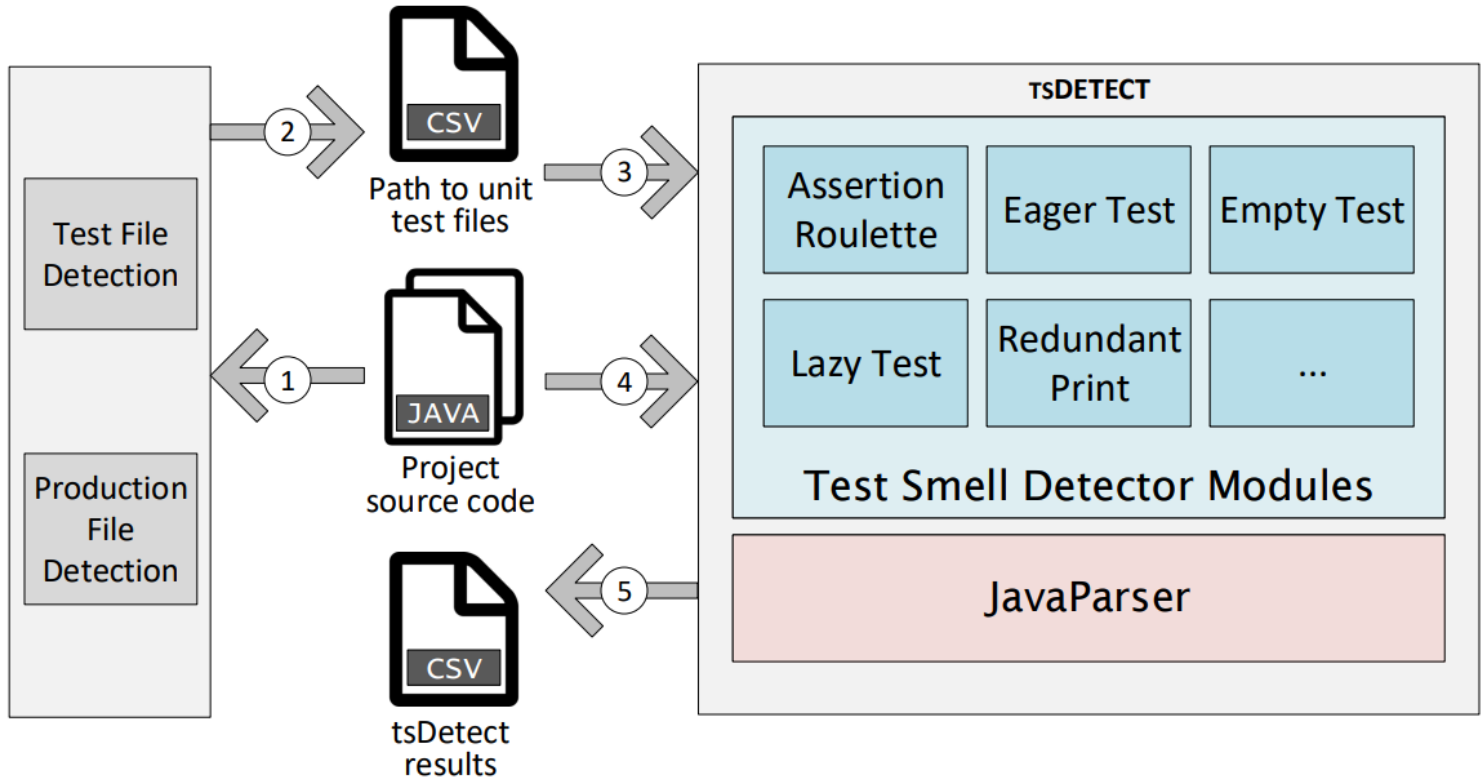 Test File
Detection
Production
File
Detection
2
CSV
Path to unit
test files
3
1
JAVA
Project
source code
4
5
CSV
tsDetect
results
TSDETECT
Assertion
Roulette
Eager Test
Empty Test
Lazy Test
Redundant
Print
...
Test Smell Detector Modules
JavaParser